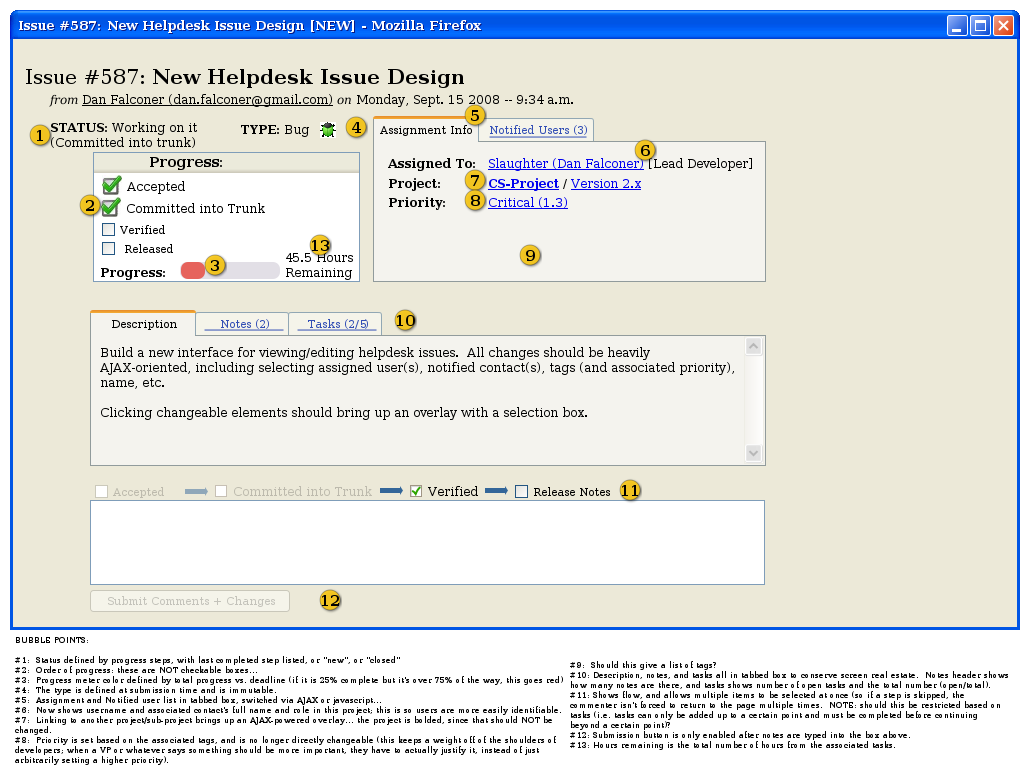 Issue #587: New Helpdesk Issue Design [NEW] - Mozilla Firefox
Issue #587: New Helpdesk Issue Design
from Dan Falconer (dan.falconer@gmail.com) on Monday, Sept. 15 2008 -- 9:34 a.m.
1 STATUS: Working on it
(Committed into trunk)
TYPE: Bug 4
Progress:
Accepted
2 Committed into Trunk
Verified
Released
13
45.5 Hours
Remaining
Progress: 3
5
Assignment Info Notified Users (3)
6
Assigned To: Slaughter (Dan Falconer) [Lead Developer]
Project: 7 CS-Project / Version 2.x
Priority: 8 Critical (1.3)
9
Description Notes (2) Tasks (2/5) 10
Build a new interface for viewing/editing helpdesk issues. All changes should be heavily
AJAX-oriented, including selecting assigned user(s), notified contact(s), tags (and associated priority),
name, etc.
Clicking changeable elements should bring up an overlay with a selection box.
Accepted Committed into Trunk Verified Release Notes 11
Submit Comments + Changes 12
BUBBLE POINTS:
#1: Status defined by progress steps, with last completed step listed, or "new", or "closed"
#2: Order of progress: these are NOT checkable boxes...
#3: Progress meter color defined by total progress vs. deadline (if it is 25% complete but it's over 75% of the way, this goes red)
#4: The type is defined at submission time and is immutable.
#5: Assignment and Notified user list in tabbed box, switched via AJAX or javascript...
#6: Now shows username and associated contact's full name and role in this project; this is so users are more easily identifiable.
#7: Linking to another project/sub-project brings up an AJAX-powered overlay... the project is bolded, since that should NOT be
changed.
#8: Priority is set based on the associated tags, and is no longer directly changeable (this keeps a weight off of the shoulders of
developers; when a VP or whatever says something should be more important, they have to actually justify it, instead of just
arbitrarily setting a higher priority).
#9: Should this give a list of tags?
#10: Description, notes, and tasks all in tabbed box to conserve screen real estate. Notes header shows
how many notes are there, and tasks shows number of open tasks and the total number (open/total).
#11: Shows flow, and allows multiple items to be selected at once (so if a step is skipped, the
commenter isn't forced to return to the page multiple times. NOTE: should this be restricted based on
tasks (i.e. tasks can only be added up to a certain point and must be completed before continuing
beyond a certain point)?
#12: Submission button is only enabled after notes are typed into the box above.
#13: Hours remaining is the total number of hours from the associated tasks.